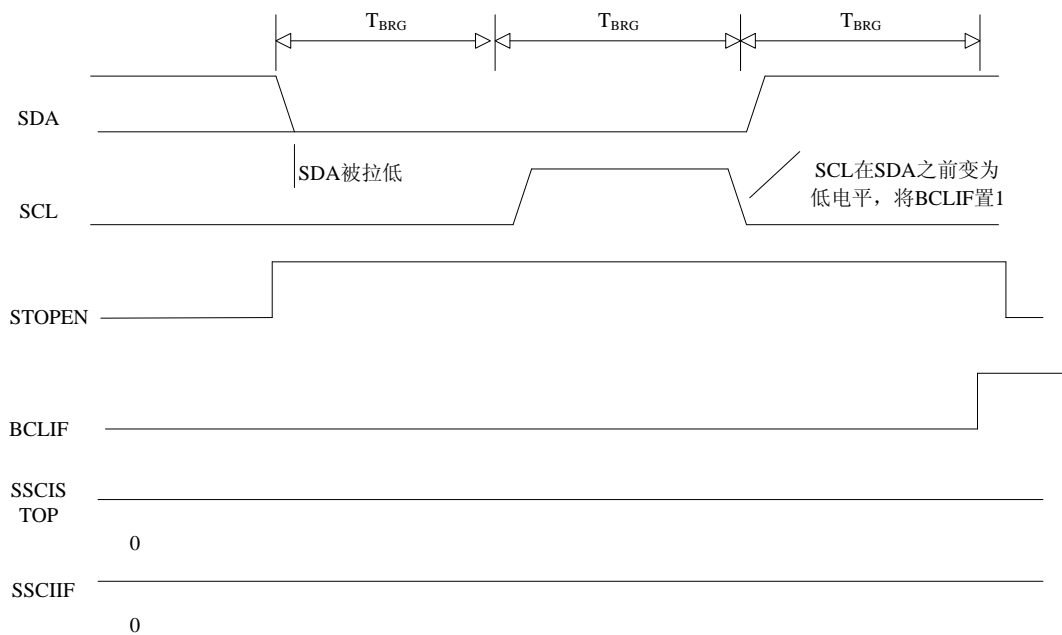 TBRG TBRG TBRG
SDA
SDA被拉低
SCL在SDA之前变为
低电平，将BCLIF置1
SCL
STOPEN
BCLIF
SSCIS
TOP
0
SSCIIF
0